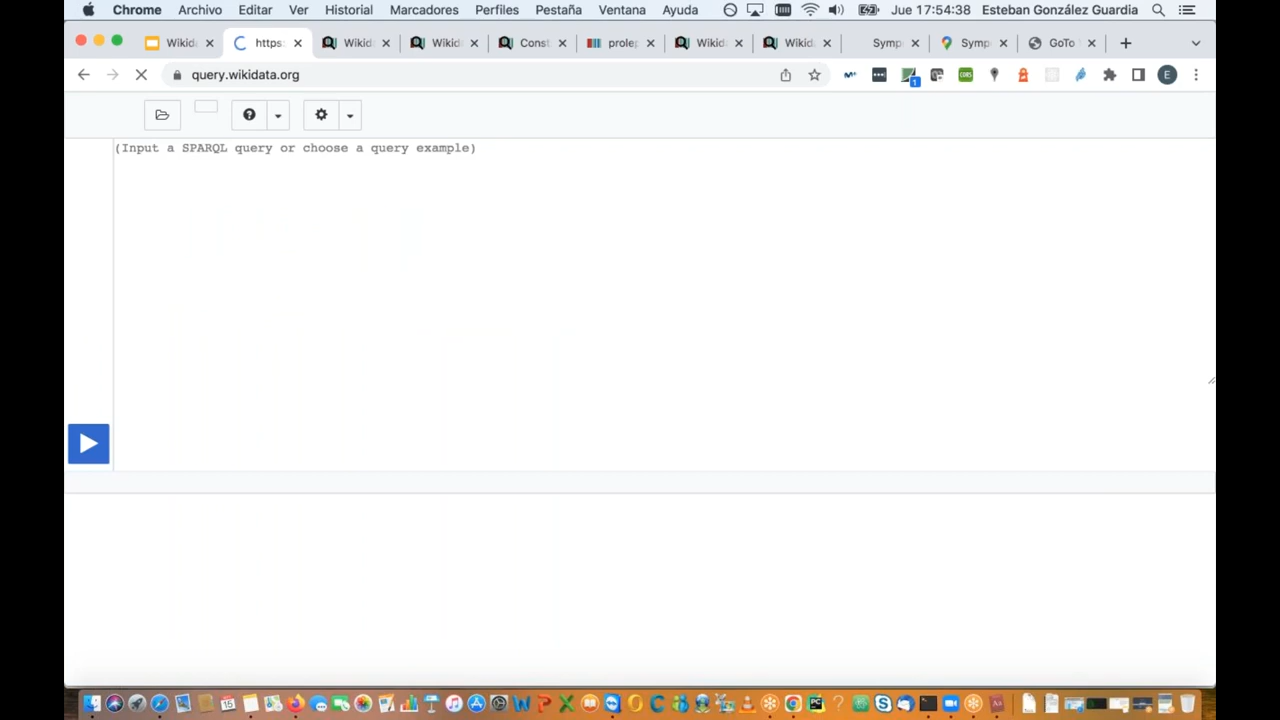 Chrome Archivo Editar Ver Historial Marcadores Perfiles Pestaña Ventana Ayuda Jue 17:54:38 Esteban González Guardia
Wikid https: Wikid Wikid Const prolep Wikid Wikid Symp Symp GoTo
query.wikidata.org E
(Input a SPARQL query or choose a query example)